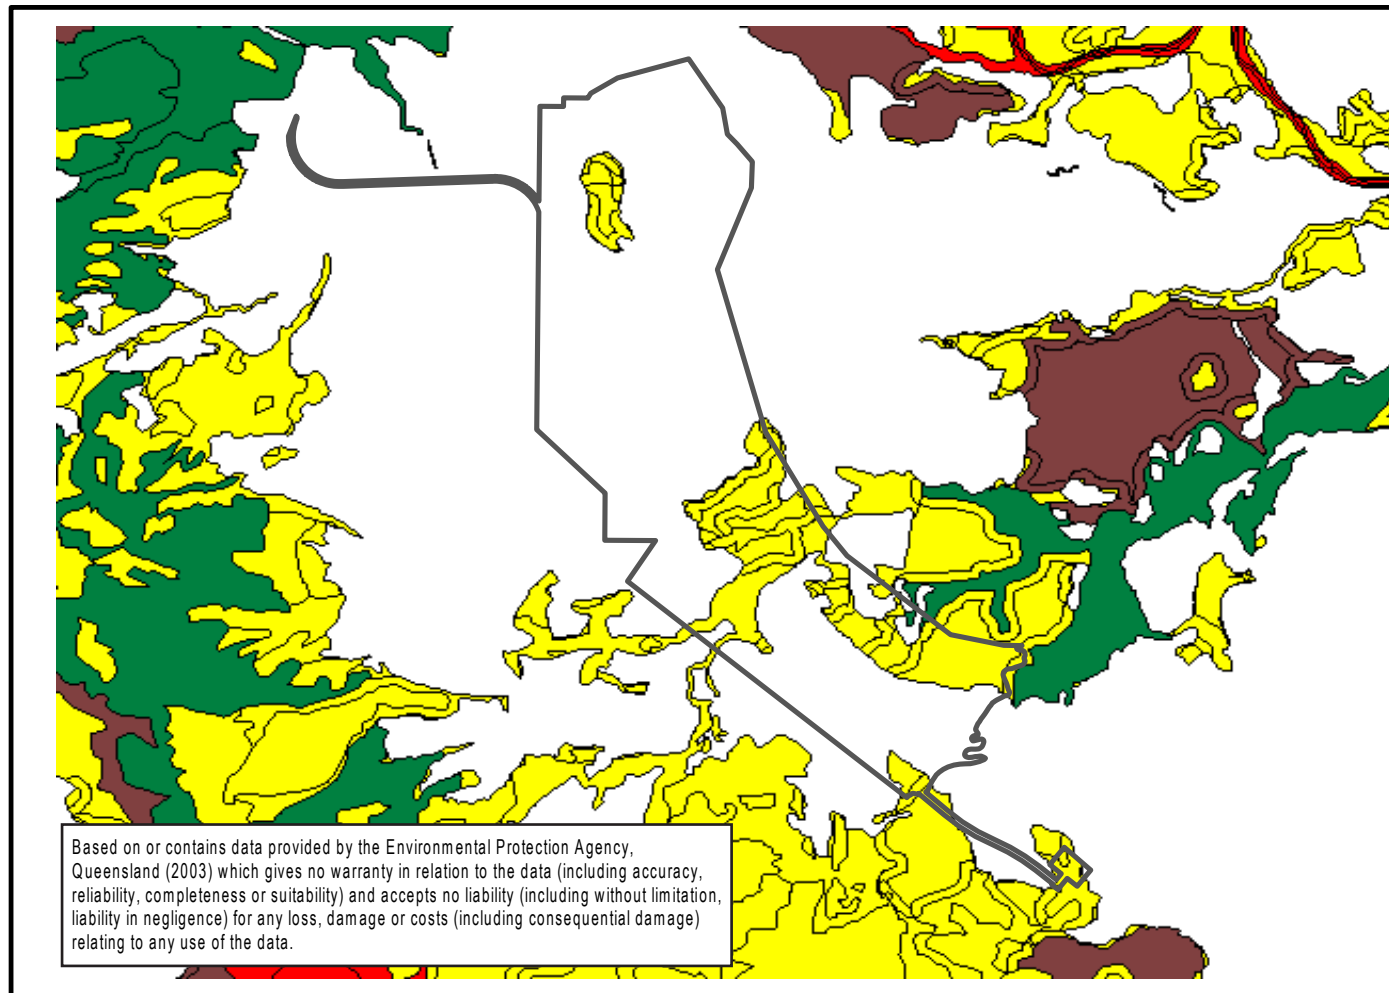 Based on or contains data provided by the Environmental Protection Agency,
Queensland (2003) which gives no warranty in relation to the data (including accuracy,
reliability, completeness or suitability) and accepts no liability (including without limitation,
liability in negligence) for any loss, damage or costs (including consequential damage)
relating to any use of the data.